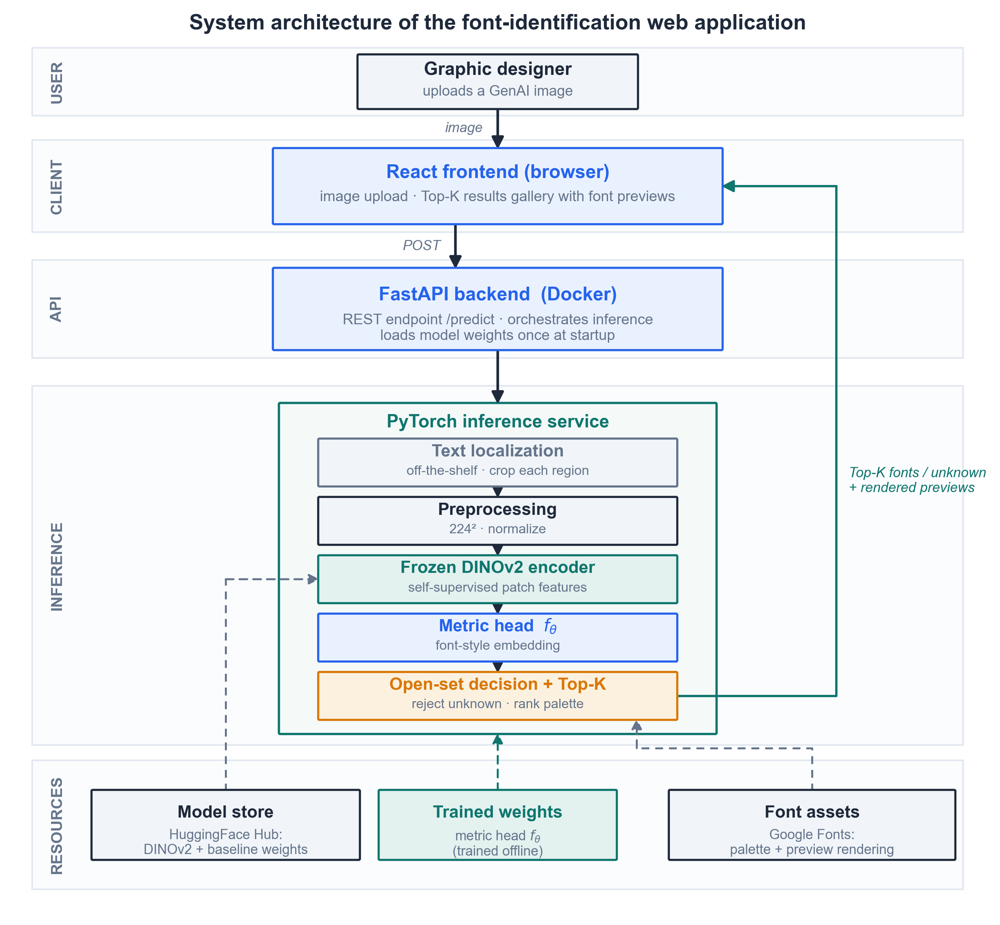 System architecture of the font-identification web application
USER
Graphic designer
uploads a GenAI image
image
CLIENT
React frontend (browser)
image upload · Top-K results gallery with font previews
POST
API
FastAPI backend (Docker)
REST endpoint /predict · orchestrates inference
loads model weights once at startup
INFERENCE
PyTorch inference service
Text localization
off-the-shelf · crop each region
Preprocessing
224² · normalize
Frozen DINOv2 encoder
self-supervised patch features
Metric head fθ
font-style embedding
Open-set decision + Top-K
reject unknown · rank palette
Top-K fonts / unknown
+ rendered previews
RESOURCES
Model store
HuggingFace Hub:
DINOv2 + baseline weights
Trained weights
metric head fθ
(trained offline)
Font assets
Google Fonts:
palette + preview rendering